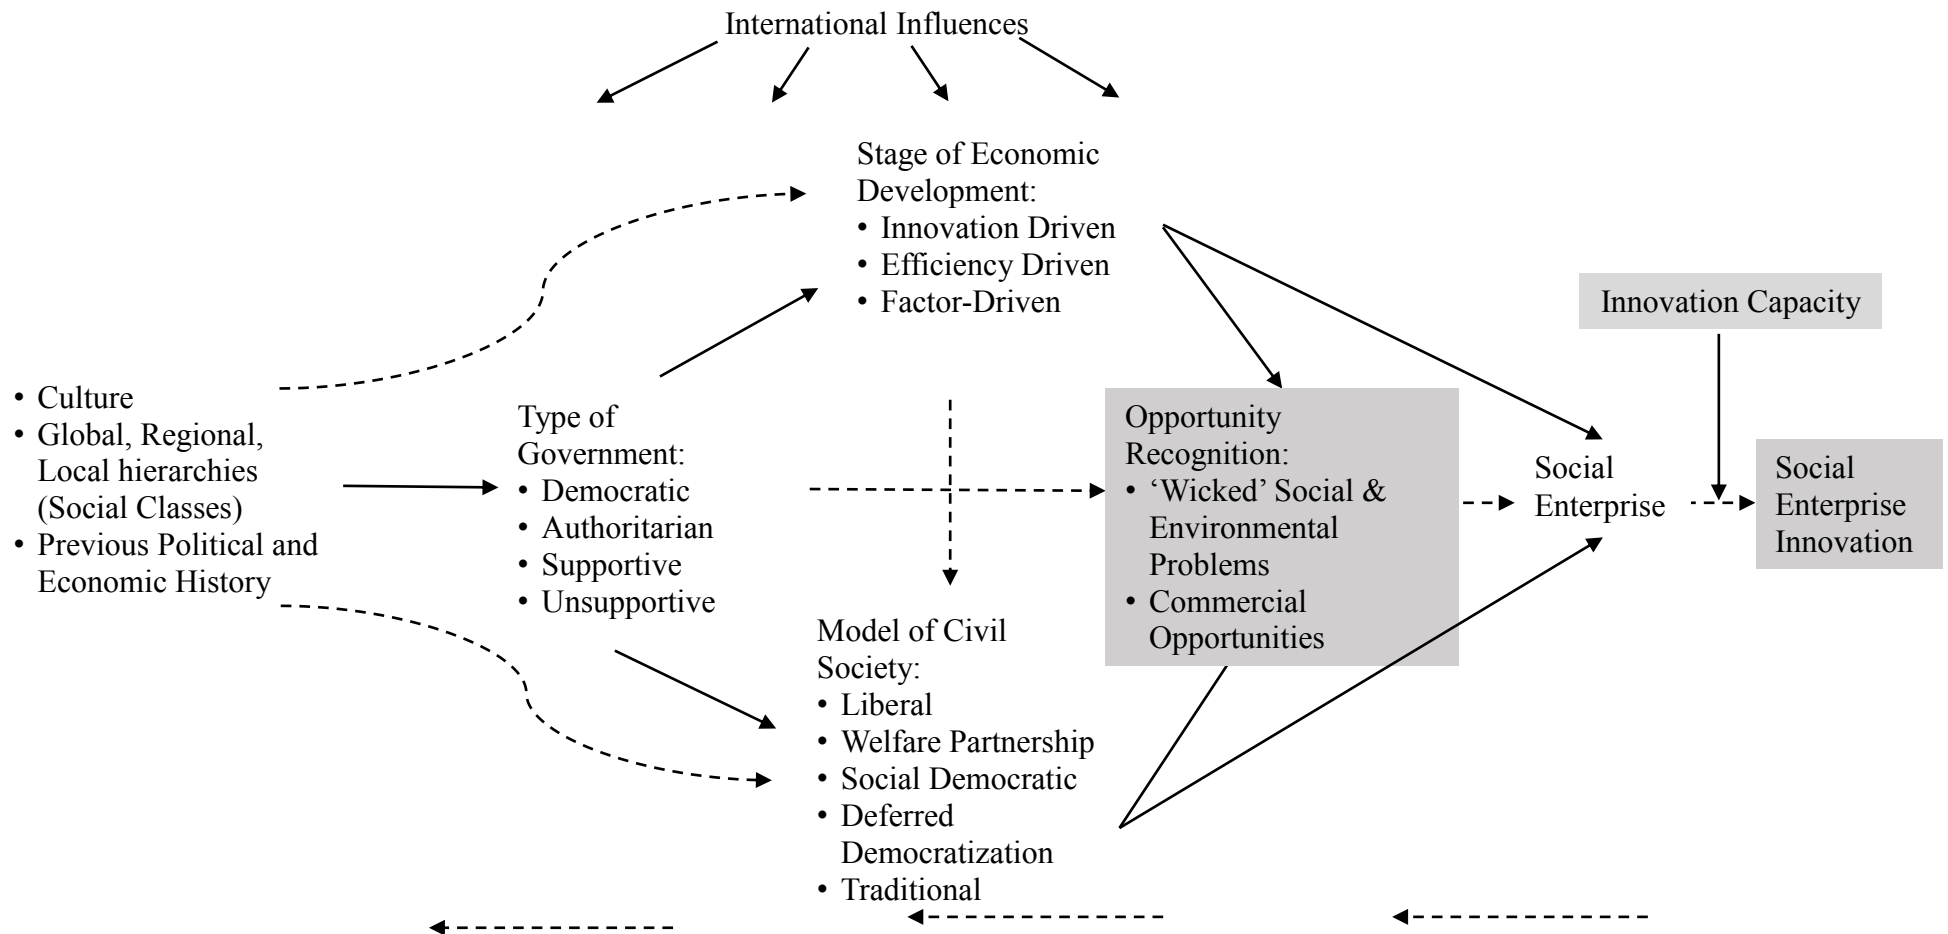 International Influences
Stage of Economic
Development:
• Innovation Driven
• Efficiency Driven
• Factor-Driven
Innovation Capacity
• Culture
• Global, Regional,
Local hierarchies
(Social Classes)
• Previous Political and
Economic History
Type of
Government:
• Democratic
• Authoritarian
• Supportive
• Unsupportive
Opportunity
Recognition:
• ‘Wicked’ Social &
Environmental
Problems
• Commercial
Opportunities
Social
Enterprise
Social
Enterprise
Innovation
Model of Civil
Society:
• Liberal
• Welfare Partnership
• Social Democratic
• Deferred
Democratization
• Traditional